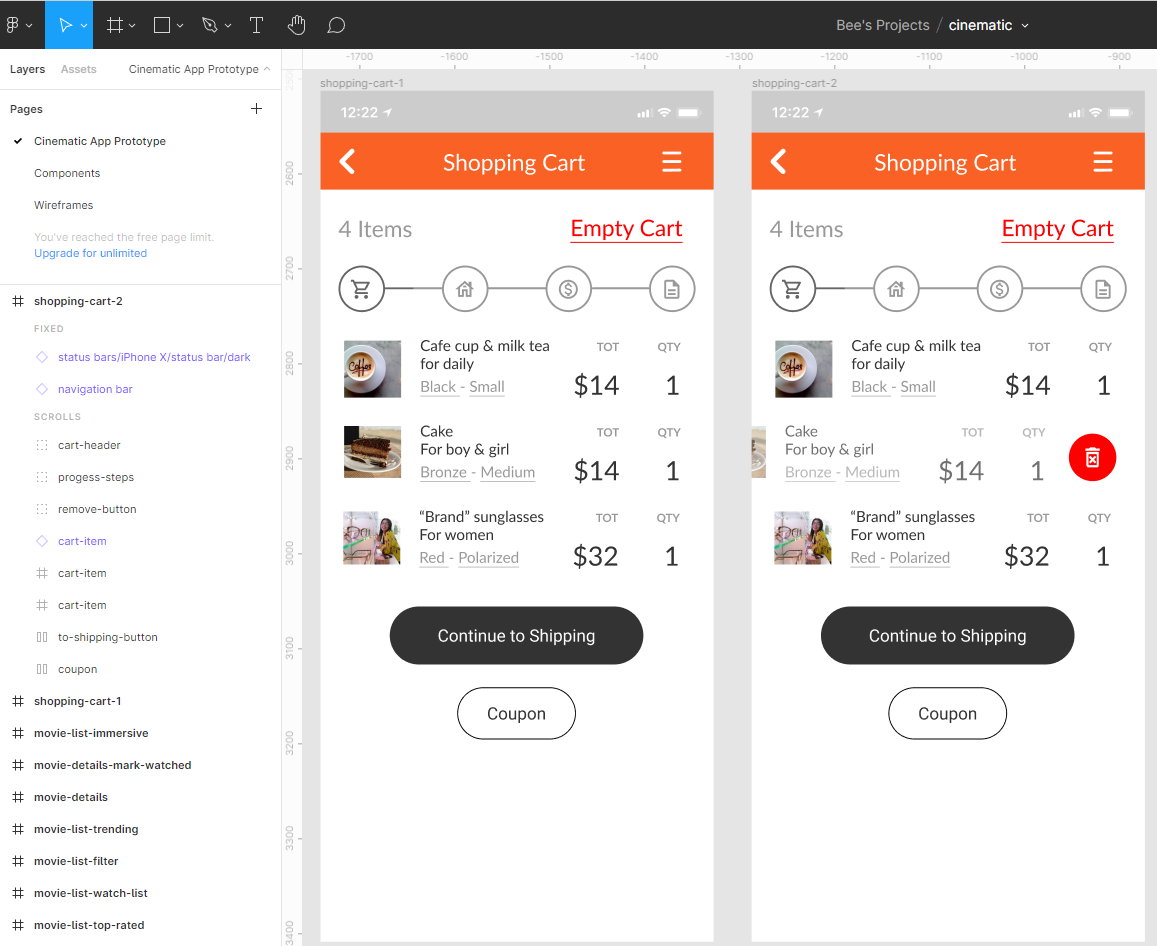 Bee's Projects / cinematic
Layers Assets Cinematic App Prototype
Pages
Cinematic App Prototype
Components
Wireframes
You've reached the free page limit.
Upgrade for unlimited
shopping-cart-2
FIXED
status bars/iPhone X/status bar/dark
navigation bar
SCROLLS
cart-header
progess-steps
remove-button
cart-item
cart-item
cart-item
to-shipping-button
coupon
shopping-cart-1
movie-list-immersive
movie-details-mark-watched
movie-details
movie-list-trending
movie-list-filter
movie-list-watch-list
movie-list-top-rated
-1700 -1600 -1500 -1400 -1300 -1200 -1100 -1000 -900
2600
2700
2800
2900
3000
3100
3200
3300
3400
shopping-cart-1
12:22
Shopping Cart
4 Items Empty Cart
Cafe cup & milk tea
for daily
Black - Small
TOT QTY
$14 1
Cake
For boy & girl
Bronze - Medium
TOT QTY
$14 1
“Brand” sunglasses
For women
Red - Polarized
TOT QTY
$32 1
Continue to Shipping
Coupon
shopping-cart-2
12:22
Shopping Cart
4 Items Empty Cart
Cafe cup & milk tea
for daily
Black - Small
TOT QTY
$14 1
Cake
For boy & girl
Bronze - Medium
TOT QTY
$14 1
“Brand” sunglasses
For women
Red - Polarized
TOT QTY
$32 1
Continue to Shipping
Coupon